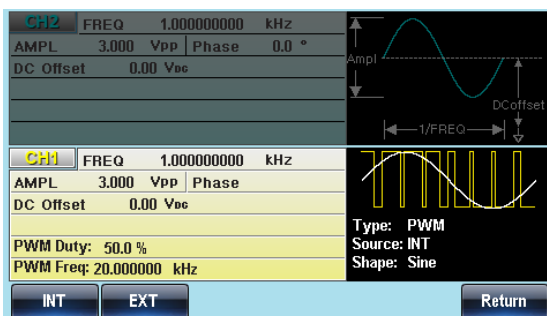 CH2 FREQ 1.000000000 kHz
AMPL 3.000 Vpp Phase 0.0 °
DC Offset 0.00 VDC
Ampl
DCoffset
1/FREQ
CH1 FREQ 1.000000000 kHz
AMPL 3.000 Vpp Phase
DC Offset 0.00 VDC
PWM Duty: 50.0 %
PWM Freq: 20.000000 kHz
Type: PWM
Source: INT
Shape: Sine
INT EXT Return